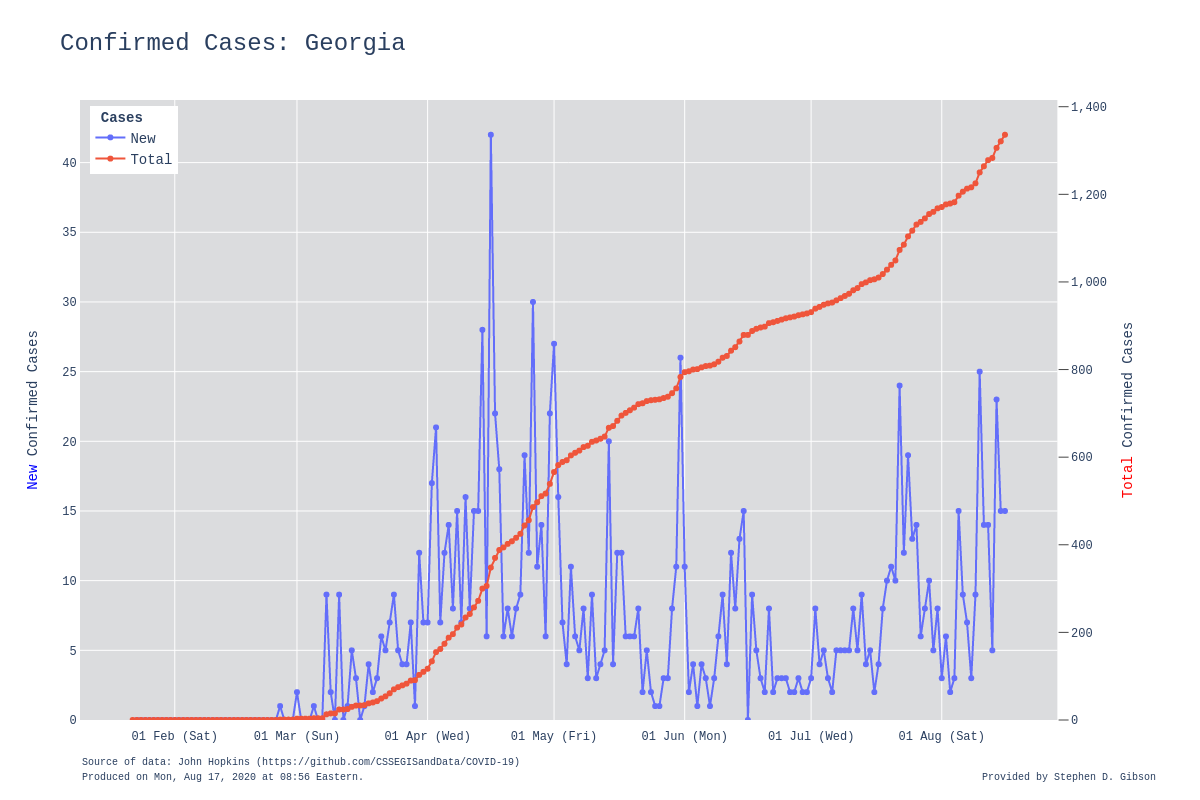 Confirmed Cases: Georgia
Cases
New
Total
40
35
30
25
20
15
10
5
0
1,400
1,200
1,000
800
600
400
200
0
New Confirmed Cases
Total Confirmed Cases
01 Feb (Sat)
01 Mar (Sun)
01 Apr (Wed)
01 May (Fri)
01 Jun (Mon)
01 Jul (Wed)
01 Aug (Sat)
Source of data: John Hopkins (https://github.com/CSSEGISandData/COVID-19)
Produced on Mon, Aug 17, 2020 at 08:56 Eastern.
Provided by Stephen D. Gibson